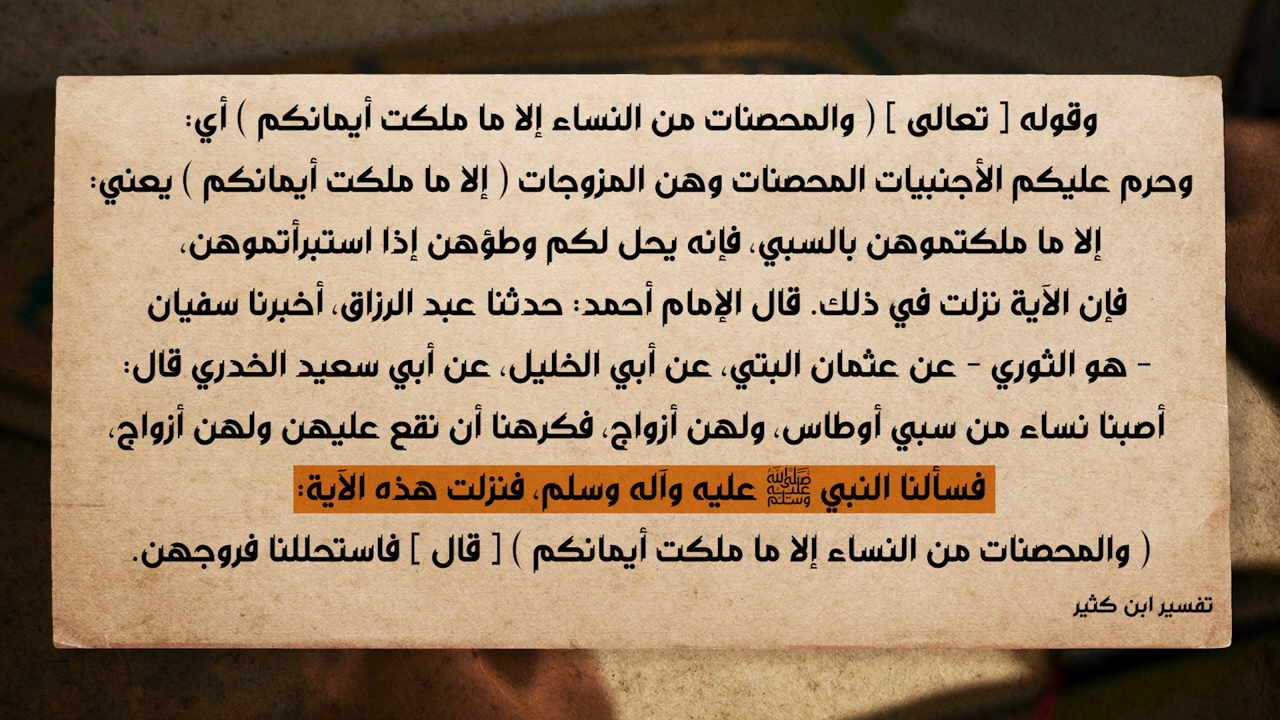 وقوله [ تعالى ] ( والمحصنات من النساء إلا ما ملكت أيمانكم ) أي:
وحرم عليكم الأجنبيات المحصنات وهن المزوجات ( إلا ما ملكت أيمانكم ) يعني:
إلا ما ملكتموهن بالسبي، فإنه يحل لكم وطؤهن إذا استبرأتموهن،
فإن الآية نزلت في ذلك. قال الإمام أحمد: حدثنا عبد الرزاق، أخبرنا سفيان
- هو الثوري - عن عثمان البتي، عن أبي الخليل، عن أبي سعيد الخدري قال:
أصبنا نساء من سبي أوطاس، ولهن أزواج، فكرهنا أن نقع عليهن ولهن أزواج،
فسألنا النبي ﷺ عليه وآله وسلم، فنزلت هذه الآية:
( والمحصنات من النساء إلا ما ملكت أيمانكم ) [ قال ] فاستحللنا فروجهن.
تفسير ابن كثير